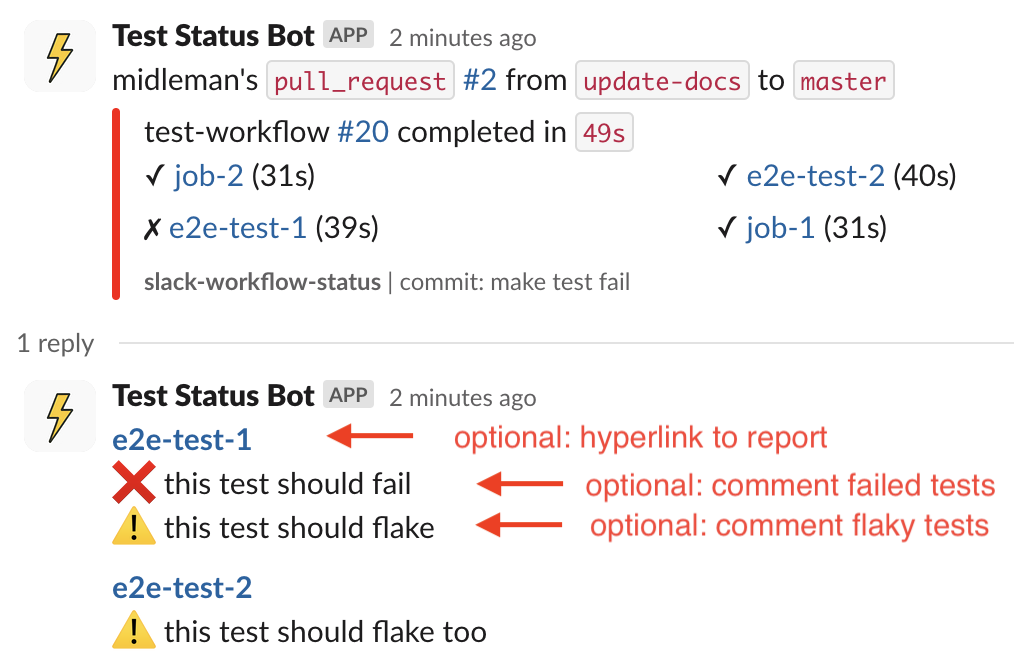 Test Status Bot APP 2 minutes ago
midleman's pull_request #2 from update-docs to master
test-workflow #20 completed in 49s
✓ job-2 (31s) ✓ e2e-test-2 (40s)
✗ e2e-test-1 (39s) ✓ job-1 (31s)
slack-workflow-status | commit: make test fail
1 reply
Test Status Bot APP 2 minutes ago
e2e-test-1 optional: hyperlink to report
❌ this test should fail optional: comment failed tests
⚠️ this test should flake optional: comment flaky tests
e2e-test-2
⚠️ this test should flake too